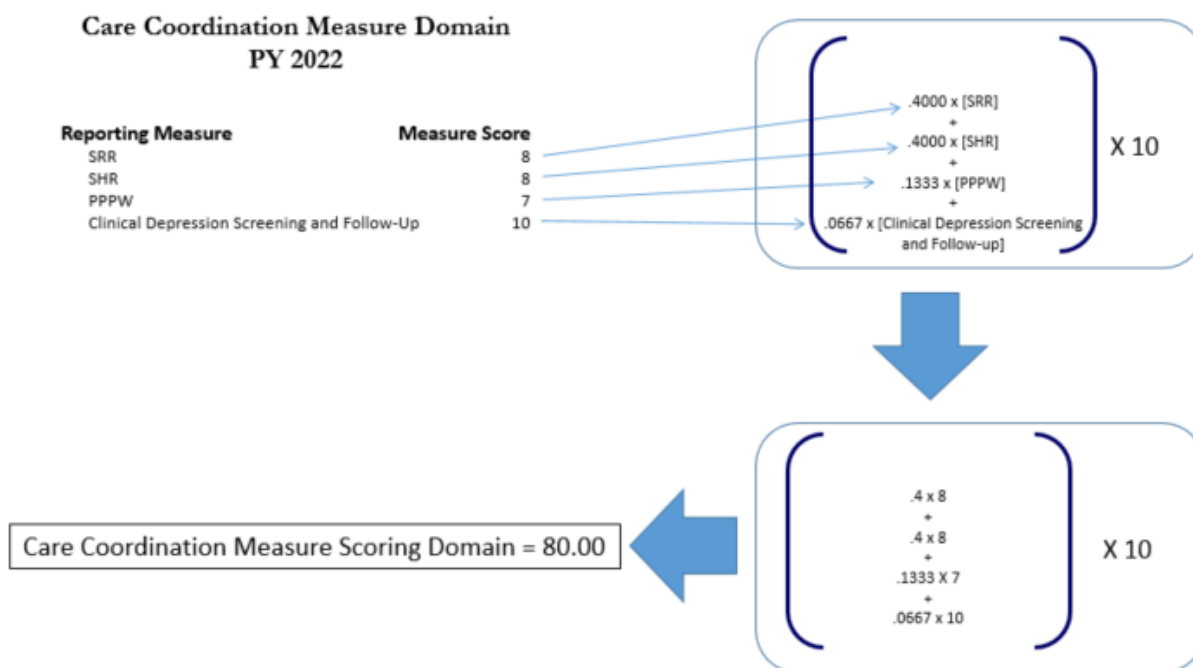 Care Coordination Measure Domain
PY 2022
Reporting Measure Measure Score
SRR 8
SHR 8
PPPW 7
Clinical Depression Screening and Follow-Up 10
.4000 x [SRR]
+
.4000 x [SHR]
+
.1333 x [PPPW]
+
.0667 x [Clinical Depression Screening
and Follow-up]
X 10
.4 x 8
+
.4 x 8
+
.1333 X 7
+
.0667 x 10
X 10
Care Coordination Measure Scoring Domain = 80.00